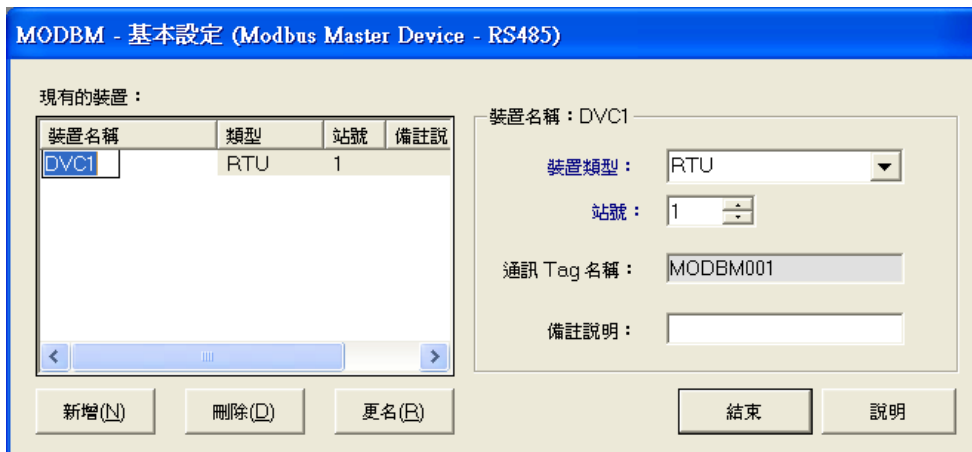 MODBM - 基本設定 (Modbus Master Device - RS485)
現有的裝置：
裝置名稱 類型 站號 備註說
DVC1 RTU 1
新增(N) 刪除(D) 更名(R)
裝置名稱：DVC1
裝置類型： RTU
站號： 1
通訊 Tag 名稱： MODBM001
備註說明：
結束 說明